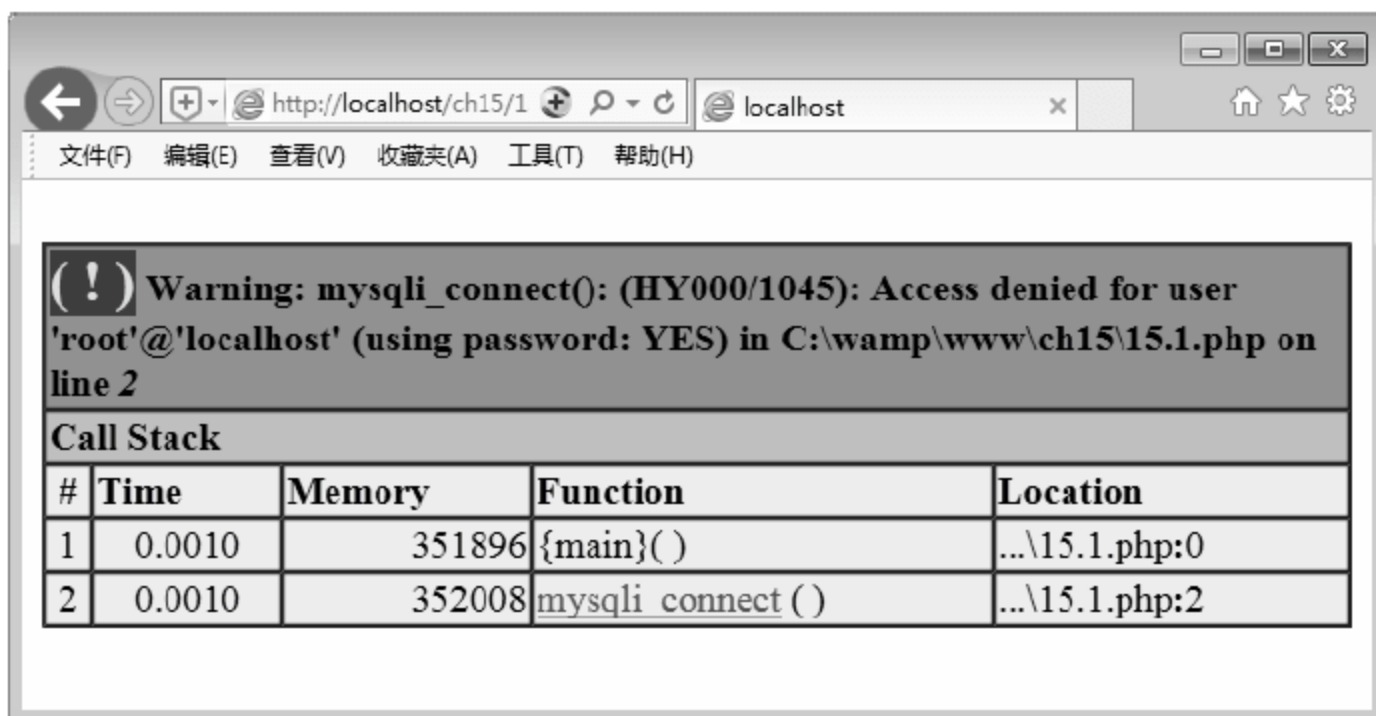 http://localhost/ch15/1
localhost
文件(F) 编辑(E) 查看(V) 收藏夹(A) 工具(T) 帮助(H)
( ! ) Warning: mysqli_connect(): (HY000/1045): Access denied for user
'root'@'localhost' (using password: YES) in C:\wamp\www\ch15\15.1.php on
line 2
Call Stack
# Time Memory Function Location
1 0.0010 351896 {main}( ) ...\15.1.php:0
2 0.0010 352008 mysqli_connect ( ) ...\15.1.php:2